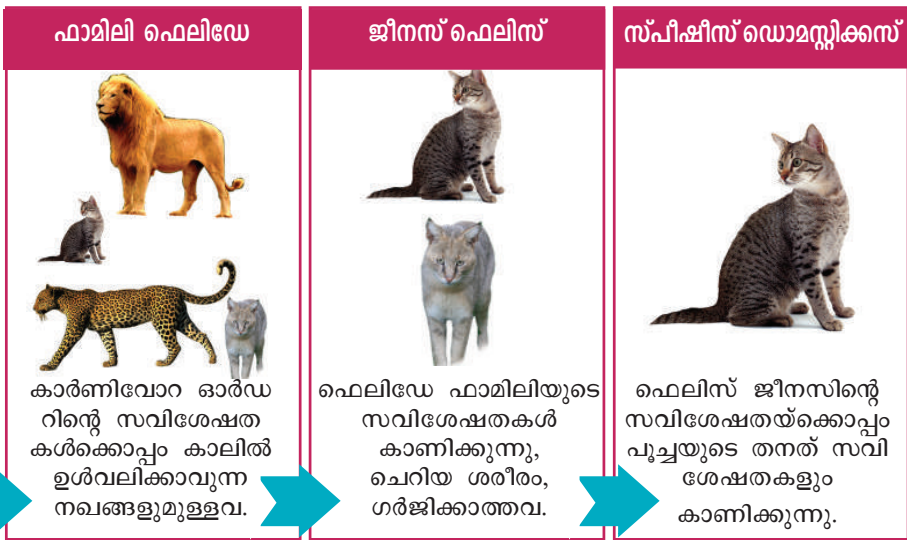 ഫാമിലി ഫെലിഡേ
കാർണിവോറ ഓർഡ
റിന്റെ സവിശേഷത
കൾക്കൊപ്പം കാലിൽ
ഉൾവലിക്കാവുന്ന
നഖങ്ങളുമുള്ളവ.
ജീനസ് ഫെലിസ്
ഫെലിഡേ ഫാമിലിയുടെ
സവിശേഷതകൾ
കാണിക്കുന്നു,
ചെറിയ ശരീരം,
ഗർജിക്കാത്തവ.
സ്പീഷീസ് ഡൊമസ്റ്റിക്കസ്
ഫെലിസ് ജീനസിന്റെ
സവിശേഷതയ്ക്കൊപ്പം
പൂച്ചയുടെ തനത് സവി
ശേഷതകളും
കാണിക്കുന്നു.